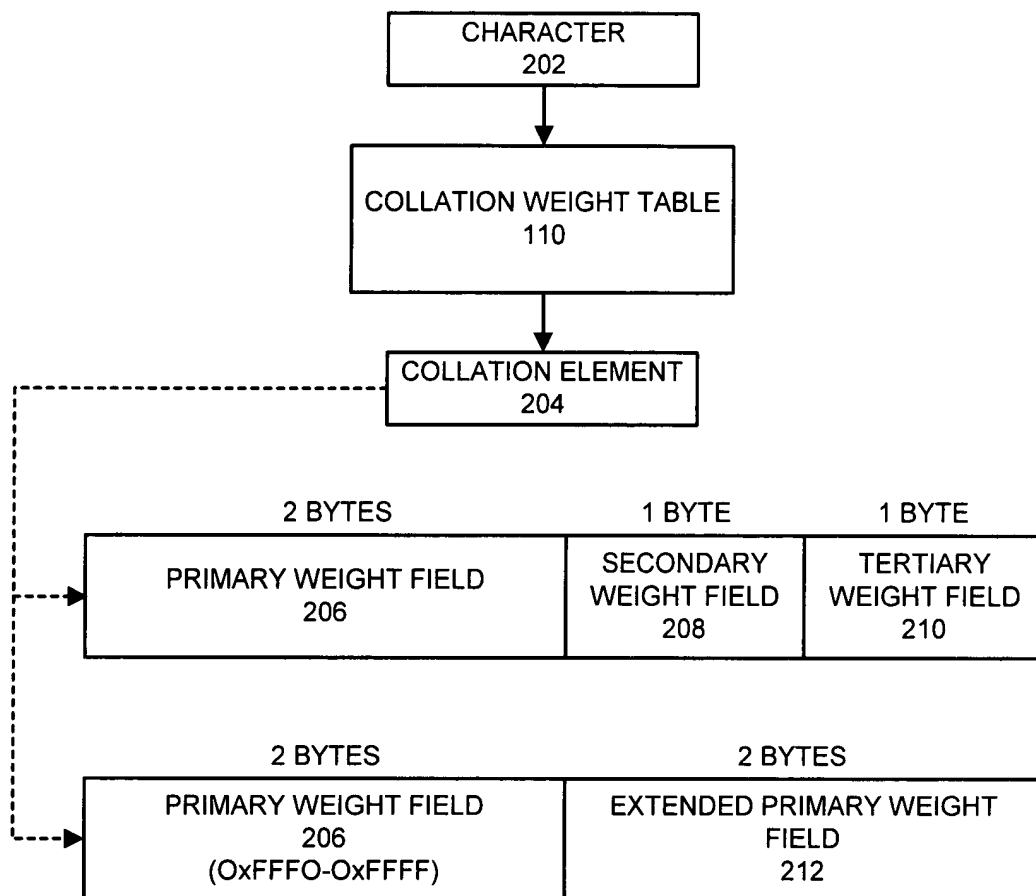 CHARACTER
202
COLLATION WEIGHT TABLE
110
COLLATION ELEMENT
204
2 BYTES 1 BYTE 1 BYTE
PRIMARY WEIGHT FIELD
206
SECONDARY
WEIGHT FIELD
208
TERTIARY
WEIGHT FIELD
210
2 BYTES 2 BYTES
PRIMARY WEIGHT FIELD
206
(OxFFFO-OxFFFF)
EXTENDED PRIMARY WEIGHT
FIELD
212